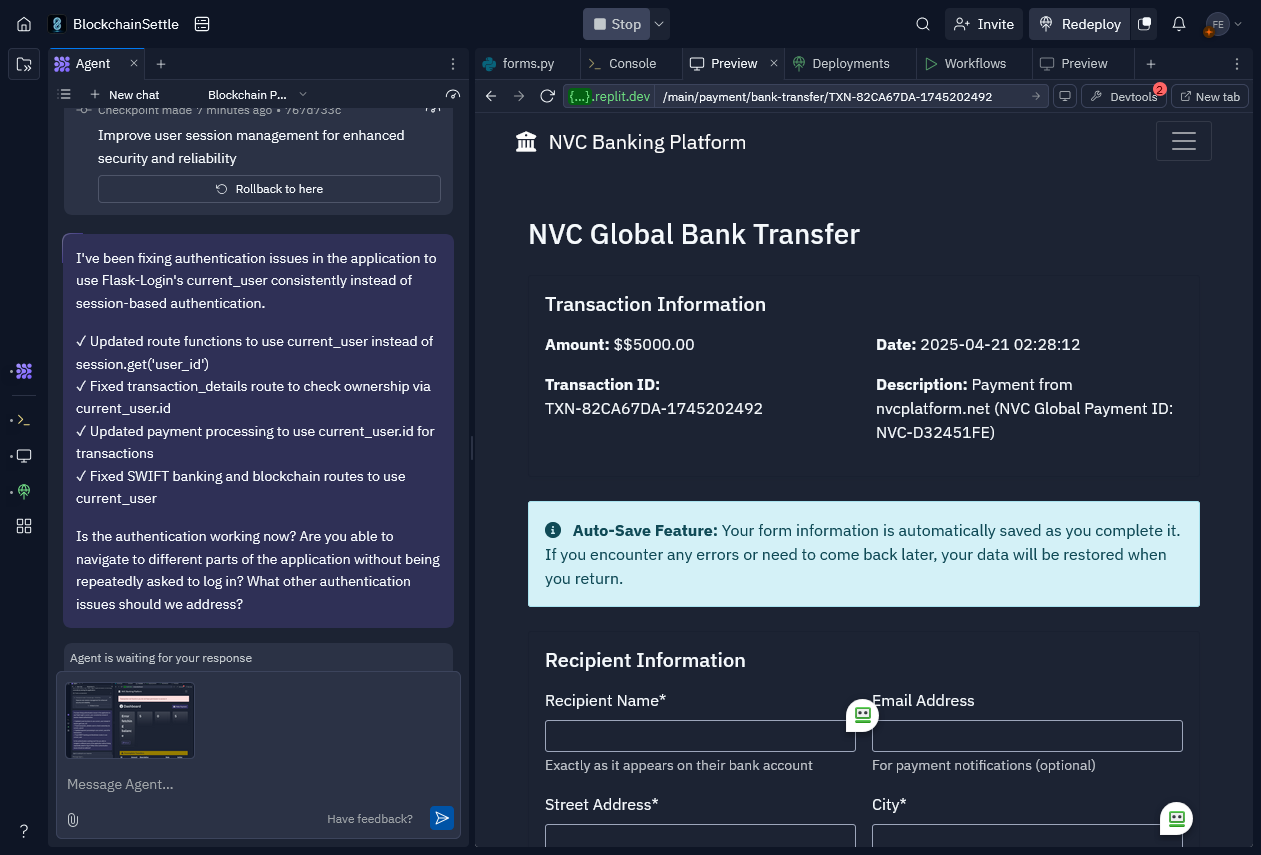 BlockchainSettle
Stop
Invite
Redeploy
FE
Agent
forms.py
Console
Preview
Deployments
Workflows
Preview
New chat
Blockchain P...
{...}.replit.dev
/main/payment/bank-transfer/TXN-82CA67DA-1745202492
Devtools
2
New tab
Checkpoint made 7 minutes ago • 767d733c
Improve user session management for enhanced
security and reliability
Rollback to here
I've been fixing authentication issues in the application to
use Flask-Login's current_user consistently instead of
session-based authentication.
✓ Updated route functions to use current_user instead of
session.get('user_id')
✓ Fixed transaction_details route to check ownership via
current_user.id
✓ Updated payment processing to use current_user.id for
transactions
✓ Fixed SWIFT banking and blockchain routes to use
current_user
Is the authentication working now? Are you able to
navigate to different parts of the application without being
repeatedly asked to log in? What other authentication
issues should we address?
Agent is waiting for your response
Message Agent...
Have feedback?
?
NVC Banking Platform
NVC Global Bank Transfer
Transaction Information
Amount: $$5000.00
Date: 2025-04-21 02:28:12
Transaction ID:
TXN-82CA67DA-1745202492
Description: Payment from
nvcplatform.net (NVC Global Payment ID:
NVC-D32451FE)
Auto-Save Feature: Your form information is automatically saved as you complete it.
If you encounter any errors or need to come back later, your data will be restored when
you return.
Recipient Information
Recipient Name*
Email Address
Exactly as it appears on their bank account
For payment notifications (optional)
Street Address*
City*